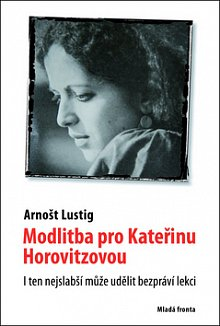 Arnošt Lustig
Modlitba pro Kateřinu
Horovitzovou
I ten nejslabší může udělit bezpráví lekci
Mladá fronta